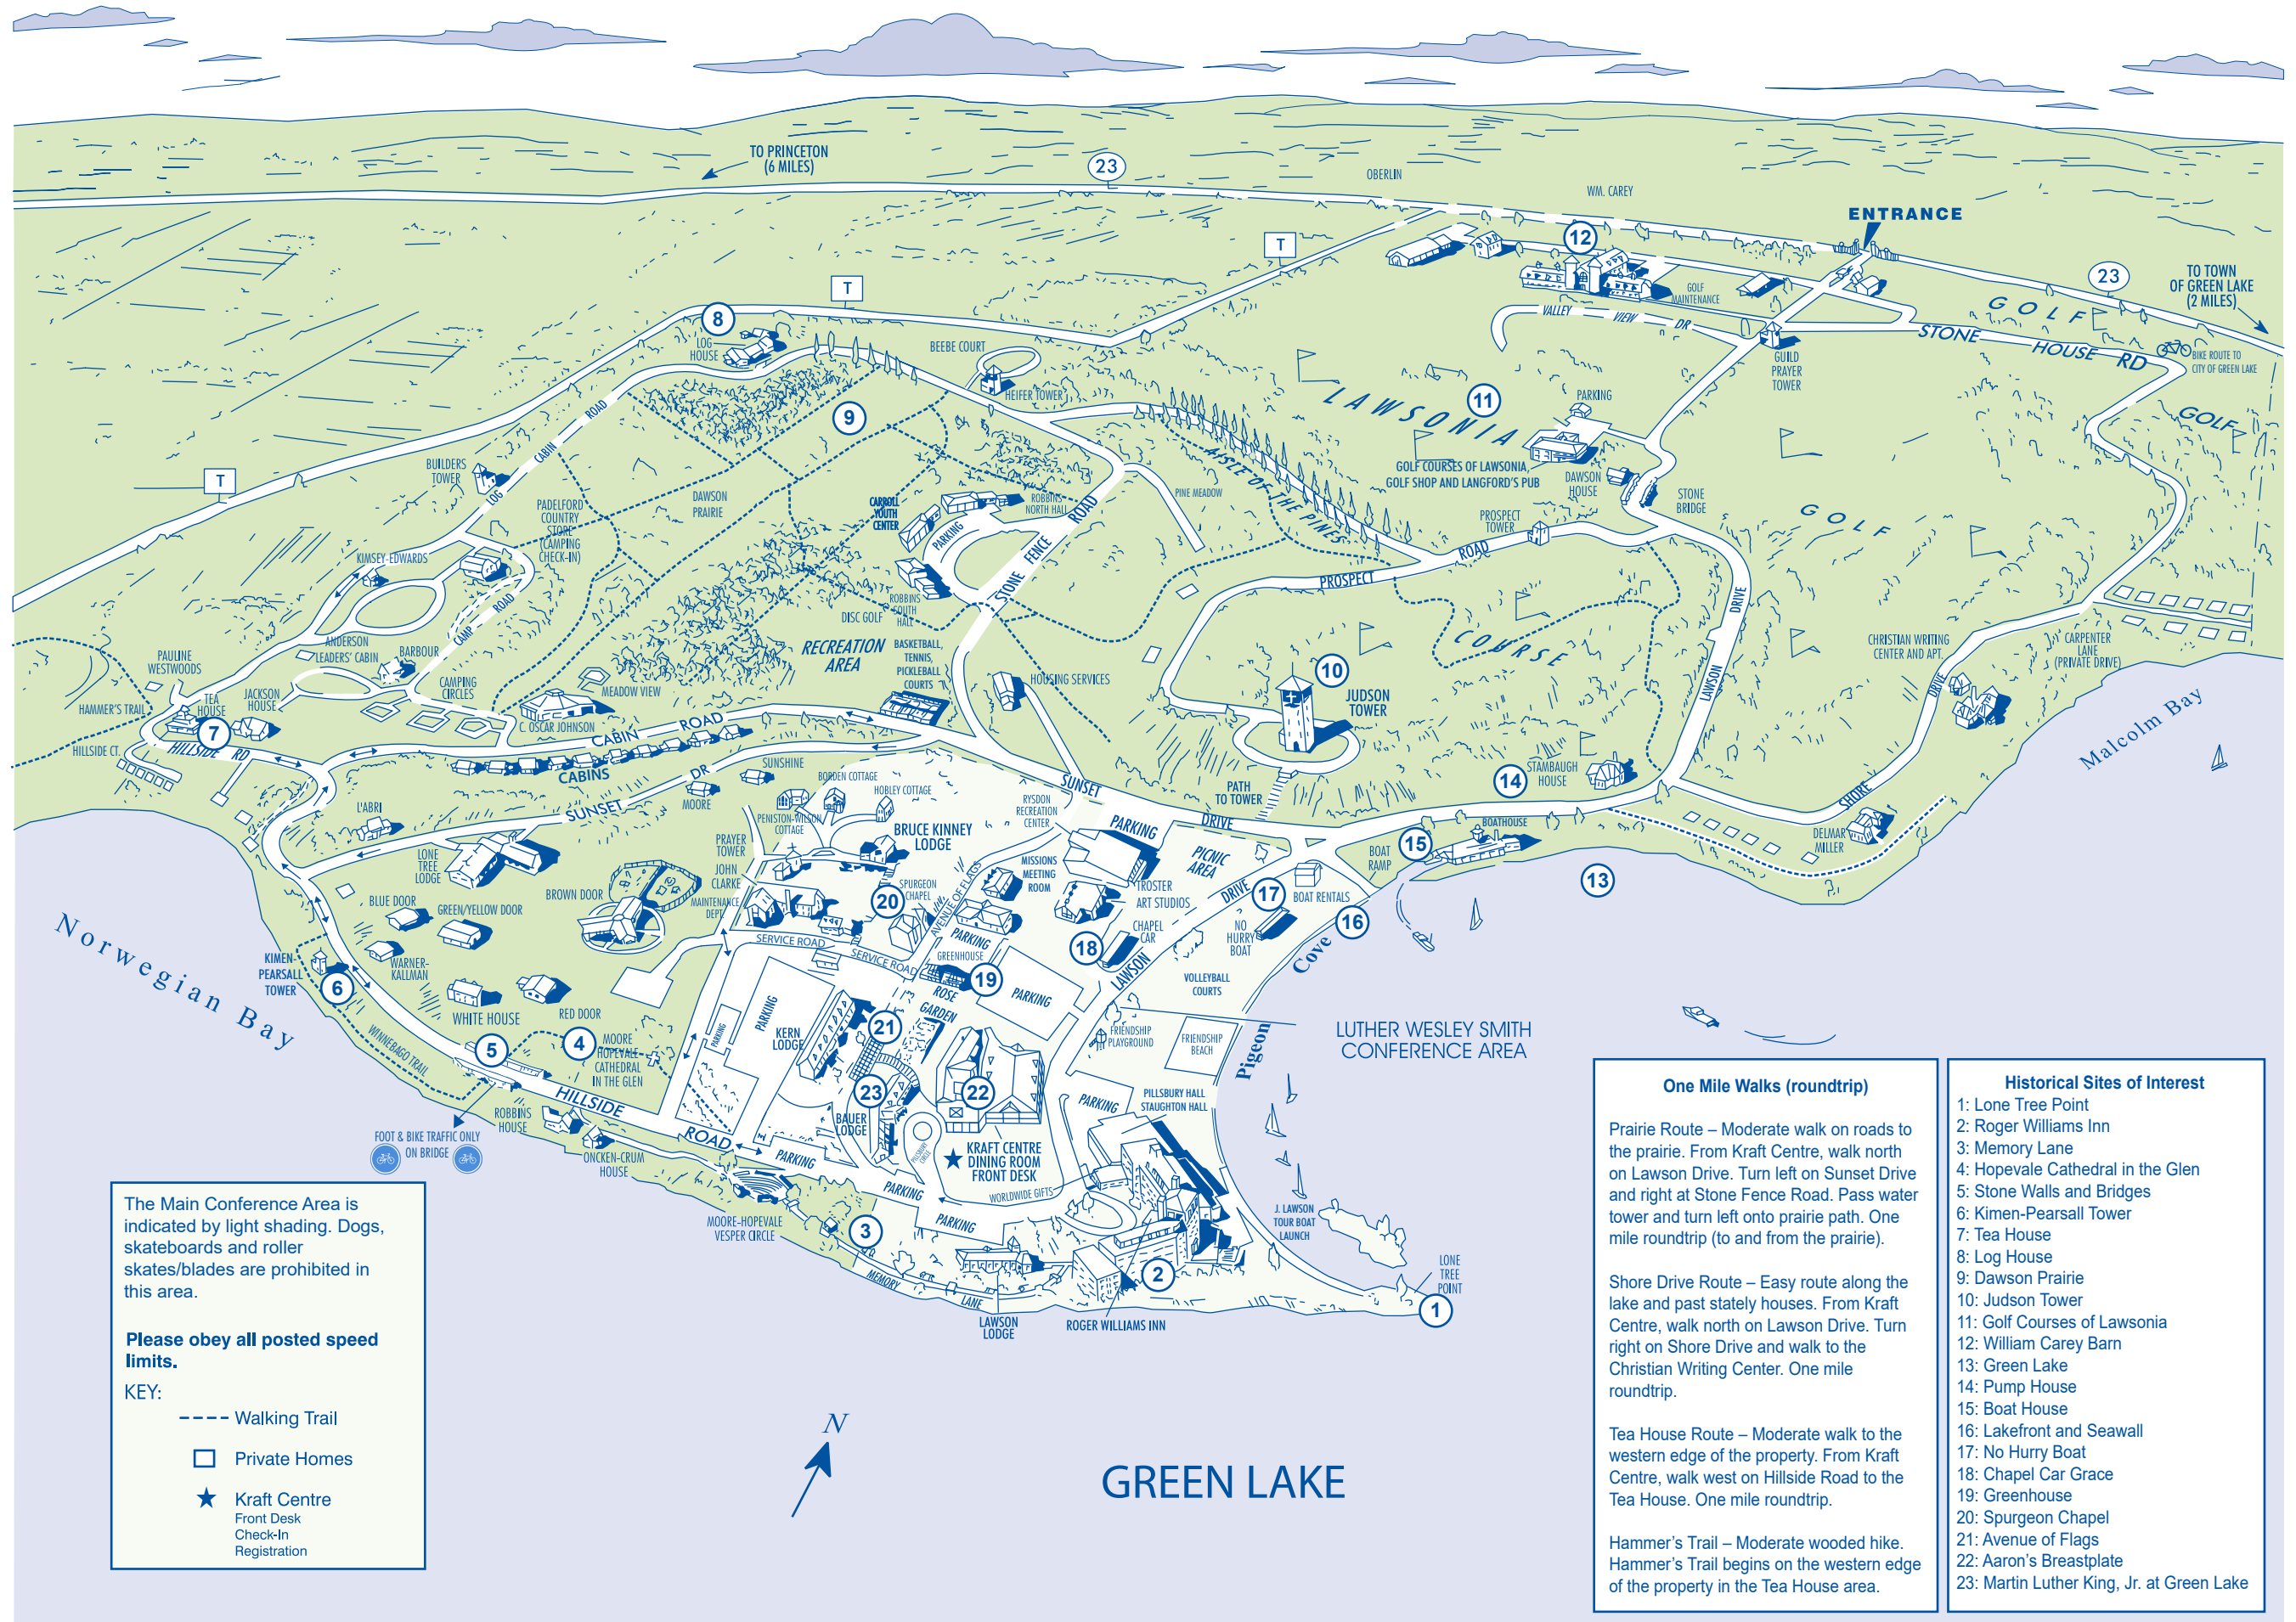 TO PRINCETON
(6 MILES)
23
OBERLIN
WM. CAREY
ENTRANCE
12
T
23
TO TOWN
OF GREEN LAKE
(2 MILES)
GOLF
MAINTENANCE
GOLF
T
8
LOG
HOUSE
VALLEY VIEW DR
STONE HOUSE RD
BIKE ROUTE TO
CITY OF GREEN LAKE
GUILD
PRAYER
TOWER
BEEBE COURT
HEIFER TOWER
9
LOG CABIN ROAD
11
LAWSONIA
PARKING
GOLF
BUILDERS
TOWER
T
GOLF COURSES OF LAWSONIA,
GOLF SHOP AND LANGFORD'S PUB
DAWSON
HOUSE
STONE
BRIDGE
AISLE OF THE PINES
PINE MEADOW
PADELFORD
COUNTRY
STORE
(CAMPING
CHECK-IN)
DAWSON
PRAIRIE
CARROLL
YOUTH
CENTER
ROBBINS
NORTH HALL
PARKING
STONE FENCE ROAD
PROSPECT
TOWER
GOLF
KIMSEY-EDWARDS
PROSPECT ROAD
CAMP ROAD
ROBBINS
SOUTH
HALL
DISC GOLF
COURSE
LAWSON DRIVE
ANDERSON
LEADERS' CABIN
BARBOUR
RECREATION
AREA
BASKETBALL,
TENNIS,
PICKLEBALL
COURTS
CHRISTIAN WRITING
CENTER AND APT.
CARPENTER
LANE
(PRIVATE DRIVE)
PAULINE
WESTWOODS
CAMPING
CIRCLES
MEADOW VIEW
HOUSING SERVICES
10
JUDSON
TOWER
HAMMER'S TRAIL
TEA
HOUSE
JACKSON
HOUSE
7
HILLSIDE RD
HILLSIDE CT.
C. OSCAR JOHNSON
CABIN ROAD
CABINS
Malcolm Bay
SHORE DRIVE
SUNSHINE
MOORE
SUNSET DR
BORDEN COTTAGE
HOBLEY COTTAGE
PENISTON-WILSON
COTTAGE
SUNSET DRIVE
PATH
TO TOWER
14
STAMBAUGH
HOUSE
L'ABRI
RYSDON
RECREATION
CENTER
PARKING
BRUCE KINNEY
LODGE
PRAYER
TOWER
BOATHOUSE
15
BOAT
RAMP
DELMAR
MILLER
LONE
TREE
LODGE
JOHN
CLARKE
MISSIONS
MEETING
ROOM
PICNIC
AREA
13
BROWN DOOR
MAINTENANCE
DEPT.
20
SPURGEON
CHAPEL
AVENUE OF FLAGS
TROSTER
ART STUDIOS
LAWSON DRIVE
17
BOAT RENTALS
BLUE DOOR
GREEN/YELLOW DOOR
16
NO
HURRY
BOAT
Norwegian Bay
SERVICE ROAD
SERVICE ROAD
PARKING
CHAPEL
CAR
18
KIMEN-
PEARSALL
TOWER
WARNER-
KALLMAN
GREENHOUSE
19
Pigeon Cove
6
VOLLEYBALL
COURTS
WHITE HOUSE
RED DOOR
PARKING
PARKING
KERN
LODGE
ROSE
GARDEN
PARKING
21
WINNEBAGO TRAIL
5
4
MOORE
HOPEVALE
CATHEDRAL
IN THE GLEN
FRIENDSHIP
PLAYGROUND
FRIENDSHIP
BEACH
LUTHER WESLEY SMITH
CONFERENCE AREA
23
22
PARKING
PILLSBURY HALL
STAUGHTON HALL
HILLSIDE ROAD
ROBBINS
HOUSE
BAUER
LODGE
PILLSBURY
CIRCLE
KRAFT CENTRE
DINING ROOM
FRONT DESK
FOOT & BIKE TRAFFIC ONLY
ON BRIDGE
ONCKEN-CRUM
HOUSE
PARKING
PARKING
WORLDWIDE GIFTS
PARKING
MOORE-HOPEVALE
VESPER CIRCLE
3
J. LAWSON
TOUR BOAT
LAUNCH
MEMORY LANE
2
LONE
TREE
POINT
1
LAWSON
LODGE
ROGER WILLIAMS INN
N
GREEN LAKE
The Main Conference Area is
indicated by light shading. Dogs,
skateboards and roller
skates/blades are prohibited in
this area.
Please obey all posted speed
limits.
KEY:
Walking Trail
Private Homes
Kraft Centre
Front Desk
Check-In
Registration
One Mile Walks (roundtrip)
Prairie Route – Moderate walk on roads to
the prairie. From Kraft Centre, walk north
on Lawson Drive. Turn left on Sunset Drive
and right at Stone Fence Road. Pass water
tower and turn left onto prairie path. One
mile roundtrip (to and from the prairie).
Shore Drive Route – Easy route along the
lake and past stately houses. From Kraft
Centre, walk north on Lawson Drive. Turn
right on Shore Drive and walk to the
Christian Writing Center. One mile
roundtrip.
Tea House Route – Moderate walk to the
western edge of the property. From Kraft
Centre, walk west on Hillside Road to the
Tea House. One mile roundtrip.
Hammer's Trail – Moderate wooded hike.
Hammer's Trail begins on the western edge
of the property in the Tea House area.
Historical Sites of Interest
1: Lone Tree Point
2: Roger Williams Inn
3: Memory Lane
4: Hopevale Cathedral in the Glen
5: Stone Walls and Bridges
6: Kimen-Pearsall Tower
7: Tea House
8: Log House
9: Dawson Prairie
10: Judson Tower
11: Golf Courses of Lawsonia
12: William Carey Barn
13: Green Lake
14: Pump House
15: Boat House
16: Lakefront and Seawall
17: No Hurry Boat
18: Chapel Car Grace
19: Greenhouse
20: Spurgeon Chapel
21: Avenue of Flags
22: Aaron's Breastplate
23: Martin Luther King, Jr. at Green Lake